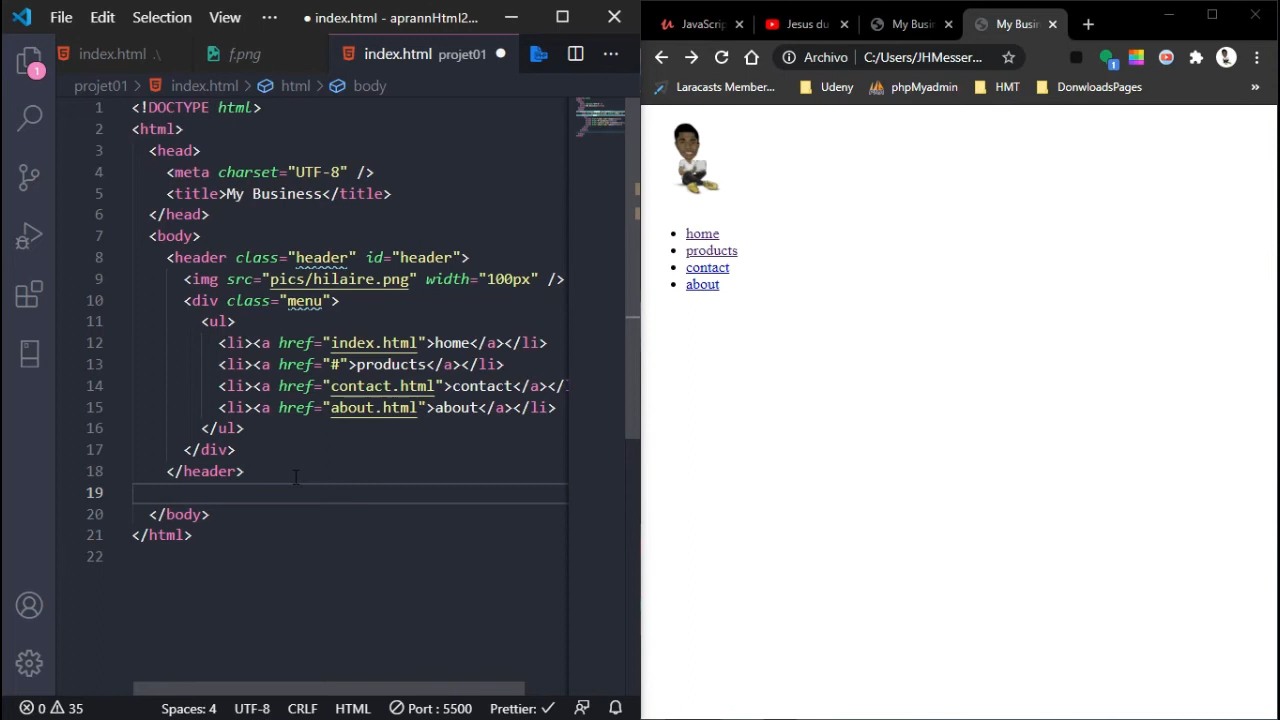 File Edit Selection View ··· ● index.html - aprannHtml2...
index.html .\ f.png index.html projet01 ● ···
projet01 > index.html > html > body
1 <!DOCTYPE html>
2 <html>
3 <head>
4 <meta charset="UTF-8" />
5 <title>My Business</title>
6 </head>
7 <body>
8 <header class="header" id="header">
9 <img src="pics/hilaire.png" width="100px" />
10 <div class="menu">
11 <ul>
12 <li><a href="index.html">home</a></li>
13 <li><a href="#">products</a></li>
14 <li><a href="contact.html">contact</a></l
15 <li><a href="about.html">about</a></li>
16 </ul>
17 </div>
18 </header>
19
20 </body>
21 </html>
22
1
0 35 Spaces: 4 UTF-8 CRLF HTML Port : 5500 Prettier: ✓
JavaScrip Jesus du My Busin My Busin
Archivo C:/Users/JHMesser... 1
Laracasts Member... Udeny phpMyadmin HMT DonwloadsPages »
• home
• products
• contact
• about